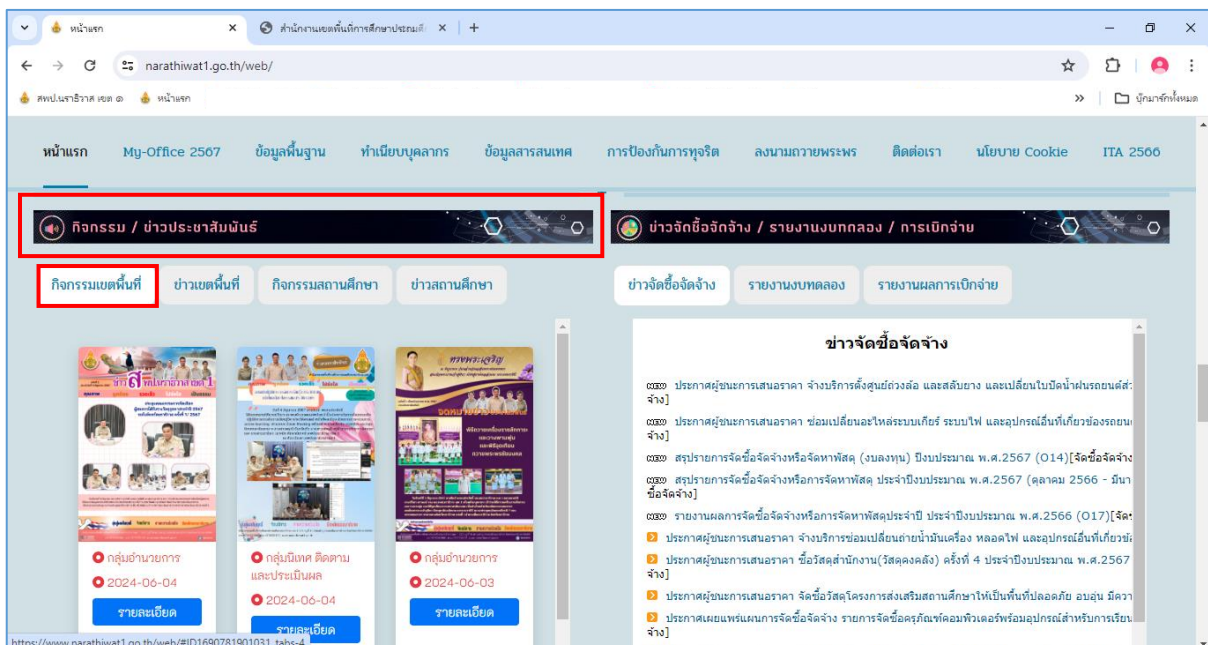 หน้าแรก
สำนักงานเขตพื้นที่การศึกษาประถมศึ
narathiwat1.go.th/web/
สพป.นราธิวาส เขต ๑
หน้าแรก
บุ๊กมาร์กทั้งหมด
หน้าแรก My-Office 2567 ข้อมูลพื้นฐาน ทำเนียบบุคลากร ข้อมูลสารสนเทศ การป้องกันการทุจริต ลงนามถวายพระพร ติดต่อเรา นโยบาย Cookie ITA 2566
กิจกรรม / ข่าวประชาสัมพันธ์
กิจกรรมเขตพื้นที่ ข่าวเขตพื้นที่ กิจกรรมสถานศึกษา ข่าวสถานศึกษา
ทรงพระเจริญ
กลุ่มอำนวยการ
2024-06-04
รายละเอียด
กลุ่มนิเทศ ติดตาม
และประเมินผล
2024-06-04
รายละเอียด
กลุ่มอำนวยการ
2024-06-03
รายละเอียด
ข่าวจัดซื้อจัดจ้าง / รายงานงบทดลอง / การเบิกจ่าย
ข่าวจัดซื้อจัดจ้าง รายงานงบทดลอง รายงานผลการเบิกจ่าย
ข่าวจัดซื้อจัดจ้าง
ประกาศผู้ชนะการเสนอราคา จ้างบริการตั้งศูนย์ถ่วงล้อ และสลับยาง และเปลี่ยนใบปัดน้ำฝนรถยนต์ส่ว
จ้าง]
ประกาศผู้ชนะการเสนอราคา ซ่อมเปลี่ยนอะไหล่ระบบเกียร์ ระบบไฟ และอุปกรณ์อื่นที่เกี่ยวข้องรถยน
จ้าง]
สรุปรายการจัดซื้อจัดจ้างหรือจัดหาพัสดุ (งบลงทุน) ปีงบประมาณ พ.ศ.2567 (O14)[จัดซื้อจัดจ้าง
สรุปรายการจัดซื้อจัดจ้างหรือการจัดหาพัสดุ ประจำปีงบประมาณ พ.ศ.2567 (ตุลาคม 2566 - มีนา
ซื้อจัดจ้าง]
รายงานผลการจัดซื้อจัดจ้างหรือการจัดหาพัสดุประจำปี ประจำปีงบประมาณ พ.ศ.2566 (O17)[จัด
ประกาศผู้ชนะการเสนอราคา จ้างบริการซ่อมเปลี่ยนถ่ายน้ำมันเครื่อง หลอดไฟ และอุปกรณ์อื่นที่เกี่ยวข้
ประกาศผู้ชนะการเสนอราคา ซื้อวัสดุสำนักงาน(วัสดุคงคลัง) ครั้งที่ 4 ประจำปีงบประมาณ พ.ศ.2567
จ้าง]
ประกาศผู้ชนะการเสนอราคา จัดซื้อวัสดุโครงการส่งเสริมสถานศึกษาให้เป็นพื้นที่ปลอดภัย อบอุ่น มีควา
ประกาศเผยแพร่แผนการจัดซื้อจัดจ้าง รายการจัดซื้อครุภัณฑ์คอมพิวเตอร์พร้อมอุปกรณ์สำหรับการเรียน
จ้าง]
https://www.narathiwat1.go.th/web/#ID1690781901031_tabs-4